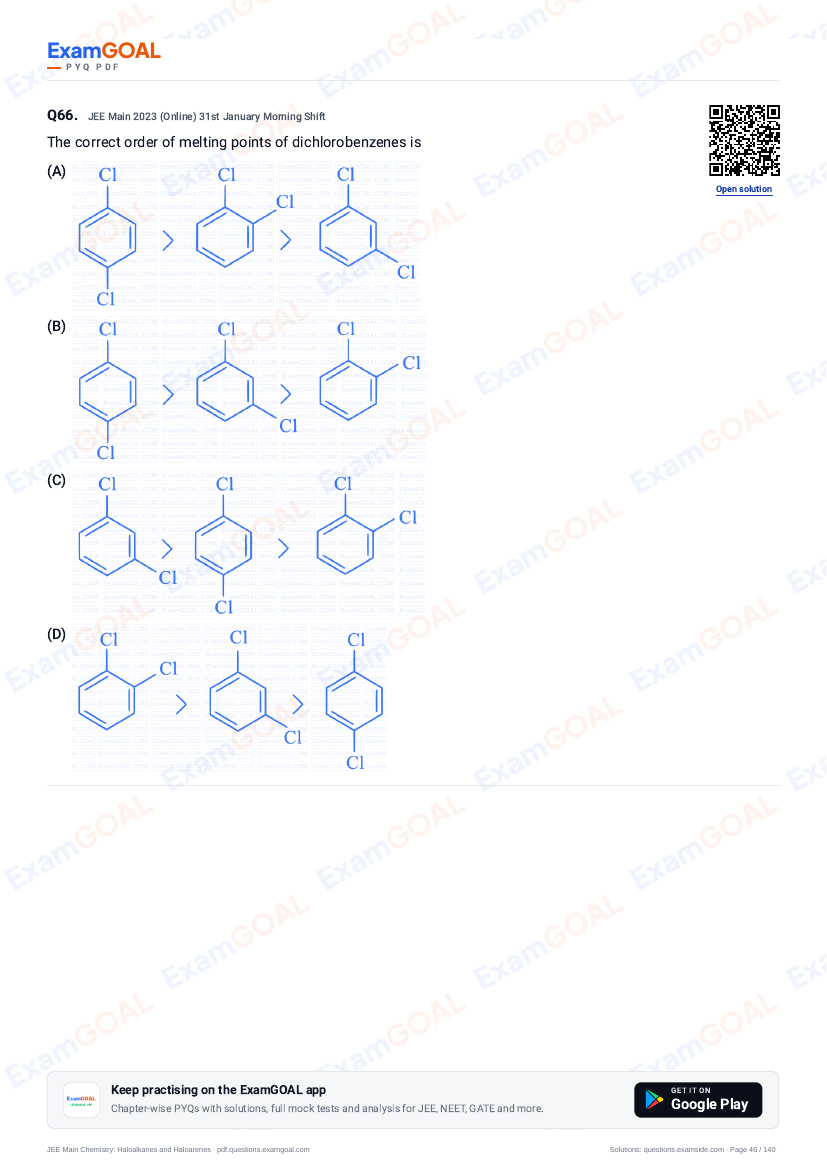 ExamGOAL
PYQ PDF
Q66. JEE Main 2023 (Online) 31st January Morning Shift
The correct order of melting points of dichlorobenzenes is
Open solution
(A)
Cl Cl Cl Cl
> >
Cl Cl
(B)
Cl Cl Cl Cl
> >
Cl Cl
(C)
Cl Cl Cl Cl
> >
Cl Cl
(D)
Cl Cl Cl Cl
> >
Cl Cl
Keep practising on the ExamGOAL app
Chapter-wise PYQs with solutions, full mock tests and analysis for JEE, NEET, GATE and more.
ExamGOAL
GET IT ON
Google Play
JEE Main Chemistry: Haloalkanes and Haloarenes · pdf.questions.examgoal.com
Solutions: questions.examside.com · Page 46 / 140